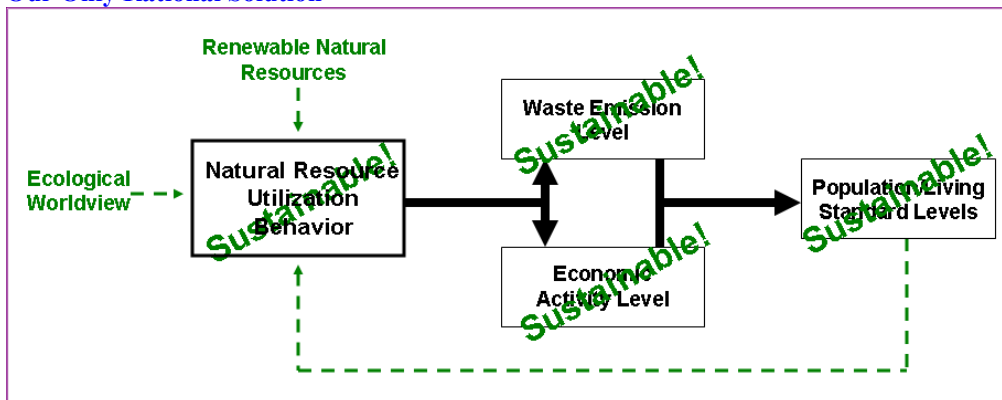 Our Only Rational Solution
Renewable Natural
Resources
Ecological
Worldview
Natural Resource
Utilization
Behavior
Sustainable!
Waste Emission
Level
Sustainable!
Economic
Activity Level
Sustainable!
Population/Living
Standard Levels
Sustainable!